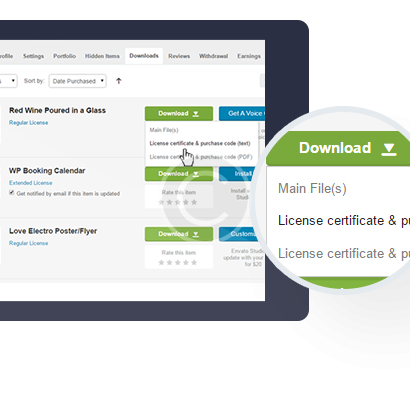 rofile Settings Portfolio Hidden Items Downloads Reviews Withdrawal Earnings
Sort by: Date Purchased
Red Wine Poured in a Glass
Regular License
Download
Get A Voice
Main File(s)
License certificate & purchase code (text)
License certificate & purchase code (PDF)
WP Booking Calendar
Extended License
Get notified by email if this item is updated
Download
Install
Rate this item
Install
Studi
Love Electro Poster/Flyer
Regular License
Download
Custom
Rate this item
Envato Studi
update with your
for $20
Download
Main File(s)
License certificate & pu
License certificate & p